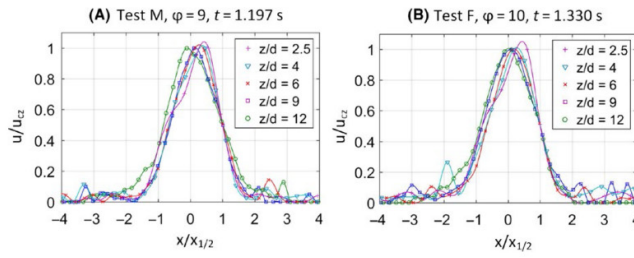 (A) Test M, φ = 9, t = 1.197 s
u/u_cz
1
0.8
0.6
0.4
0.2
0
z/d = 2.5
z/d = 4
z/d = 6
z/d = 9
z/d = 12
−4 −3 −2 −1 0 1 2 3 4
x/x_1/2
(B) Test F, φ = 10, t = 1.330 s
u/u_cz
1
0.8
0.6
0.4
0.2
0
z/d = 2.5
z/d = 4
z/d = 6
z/d = 9
z/d = 12
−4 −3 −2 −1 0 1 2 3 4
x/x_1/2